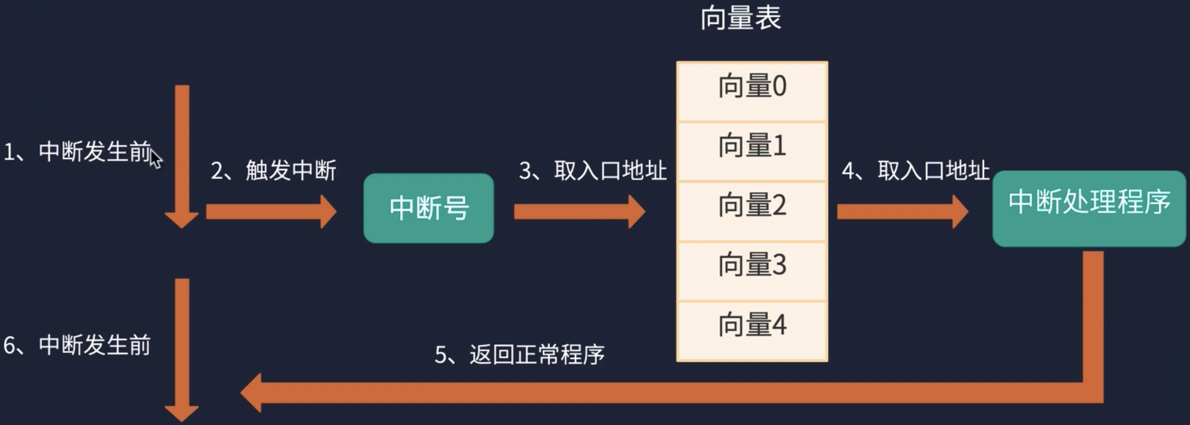 向量表
向量0
1、中断发生前
2、触发中断
中断号
3、取入口地址
向量1
向量2
向量3
向量4
4、取入口地址
中断处理程序
5、返回正常程序
6、中断发生前